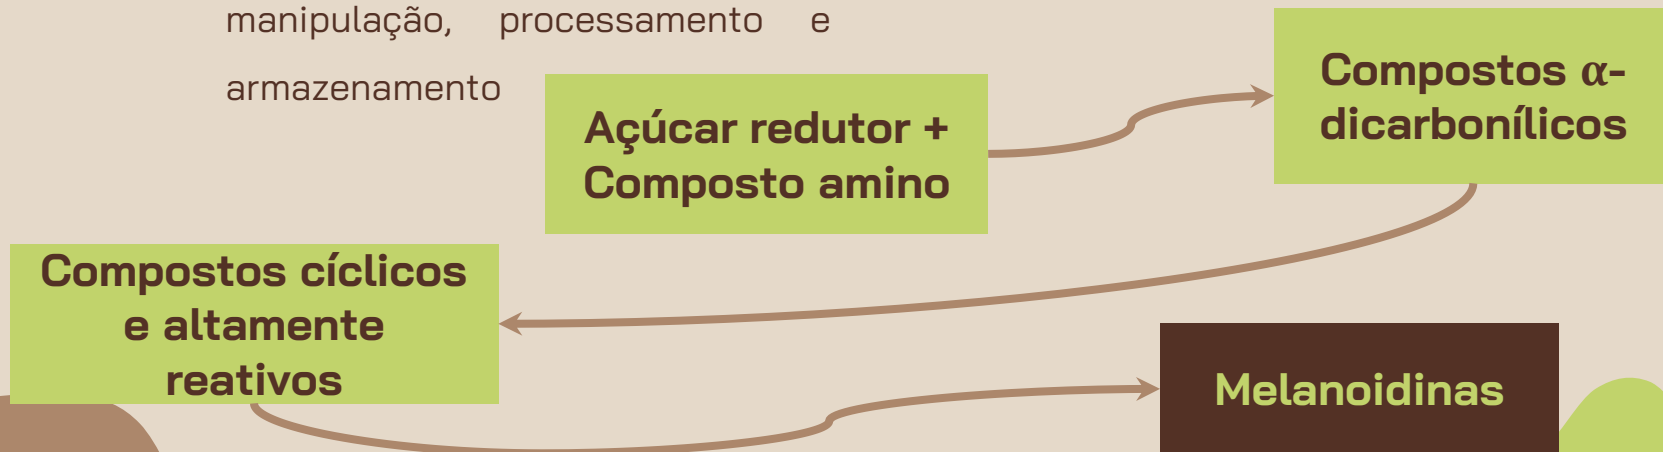 manipulação, processamento e
armazenamento
Açúcar redutor +
Composto amino
Compostos α-
dicarbonílicos
Compostos cíclicos
e altamente
reativos
Melanoidinas